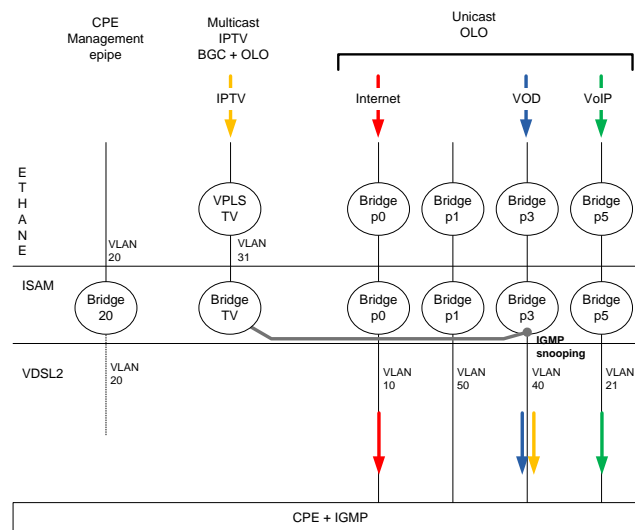 CPE
Management
epipe
Multicast
IPTV
BGC + OLO
Unicast
OLO
IPTV
Internet
VOD
VoIP
ETHANE
VPLS
TV
Bridge
p0
Bridge
p1
Bridge
p3
Bridge
p5
VLAN
20
VLAN
31
ISAM
Bridge
20
Bridge
TV
Bridge
p0
Bridge
p1
Bridge
p3
Bridge
p5
IGMP
snooping
VDSL2
VLAN
20
VLAN
10
VLAN
50
VLAN
40
VLAN
21
CPE + IGMP